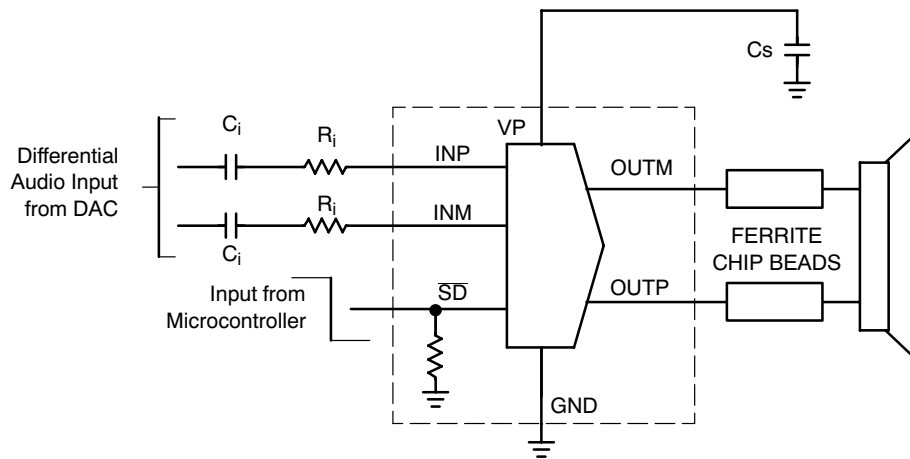 Cs
VP
Ci
Ri
Differential
Audio Input
from DAC
INP
OUTM
Ri
INM
Ci
FERRITE
CHIP BEADS
Input from
Microcontroller
SD
OUTP
GND